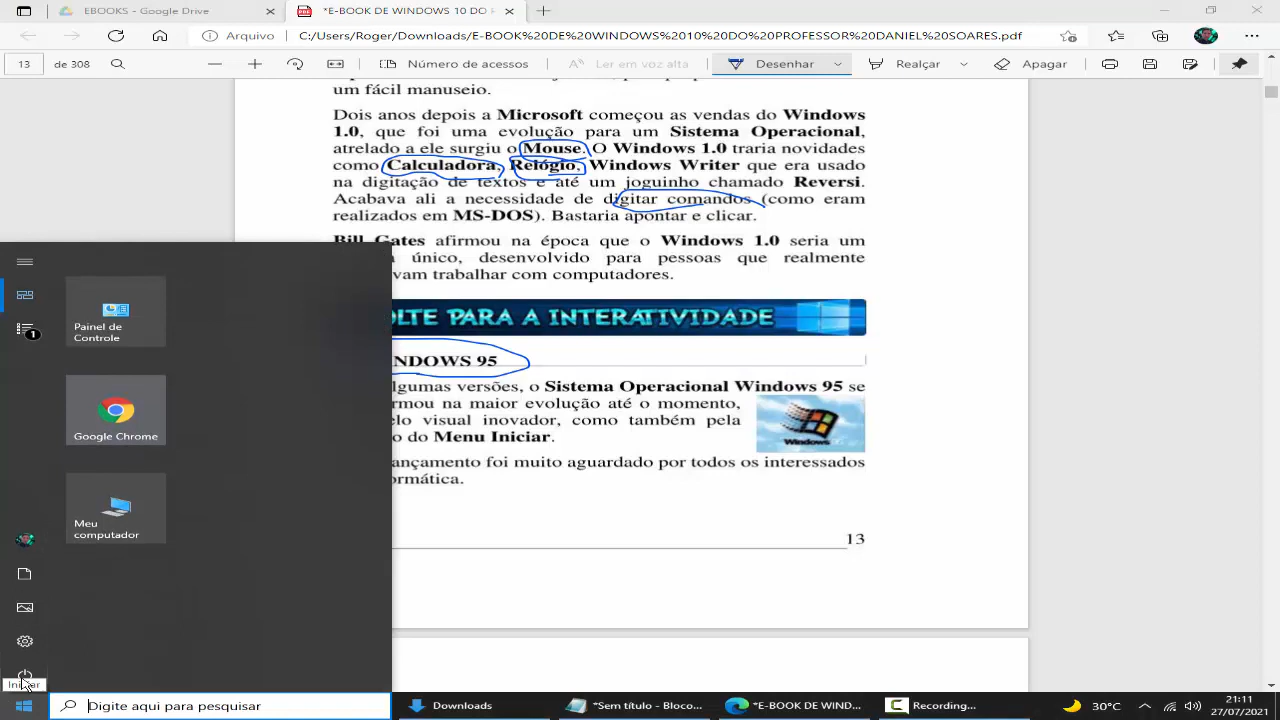 EBOOKS – Google Drive
*E-BOOK DE WINDOWS 10 DO
Arquivo
C:/Users/Roger/Downloads/E-BOOK%20DE%20WINDOWS%2010%20DO%20PROFESSOR%20DANIEL%20SOARES.pdf
13 de 308
Número de acessos
Ler em voz alta
Desenhar
Realçar
Apagar
um fácil manuseio.
Dois anos depois a Microsoft começou as vendas do Windows
1.0, que foi uma evolução para um Sistema Operacional,
atrelado a ele surgiu o Mouse. O Windows 1.0 traria novidades
como Calculadora, Relógio, Windows Writer que era usado
na digitação de textos e até um joguinho chamado Reversi.
Acabava ali a necessidade de digitar comandos (como eram
realizados em MS-DOS). Bastaria apontar e clicar.
Bill Gates afirmou na época que o Windows 1.0 seria um
único, desenvolvido para pessoas que realmente
vam trabalhar com computadores.
OLTE PARA A INTERATIVIDADE
NDOWS 95
lgumas versões, o Sistema Operacional Windows 95 se
rmou na maior evolução até o momento,
elo visual inovador, como também pela
o do Menu Iniciar.
Windows
ançamento foi muito aguardado por todos os interessados
ormática.
13
1
Painel de
Controle
Google Chrome
Meu
computador
Digite aqui para pesquisar
Downloads
*Sem título - Bloco...
*E-BOOK DE WIND...
Recording...
30°C
21:11
27/07/2021